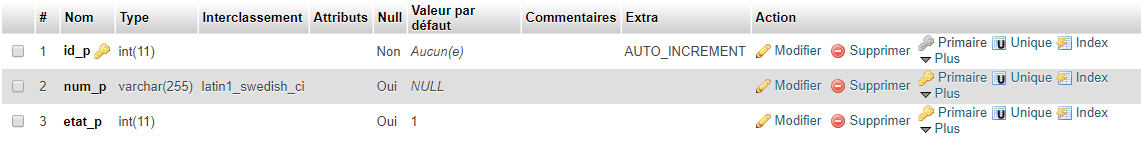 # Nom Type Interclassement Attributs Null Valeur par défaut Commentaires Extra Action
1 id_p int(11) Non Aucun(e) AUTO_INCREMENT Modifier Supprimer Primaire U Unique Index
Plus
2 num_p varchar(255) latin1_swedish_ci Oui NULL Modifier Supprimer Primaire U Unique Index
Plus
3 etat_p int(11) Oui 1 Modifier Supprimer Primaire U Unique Index
Plus